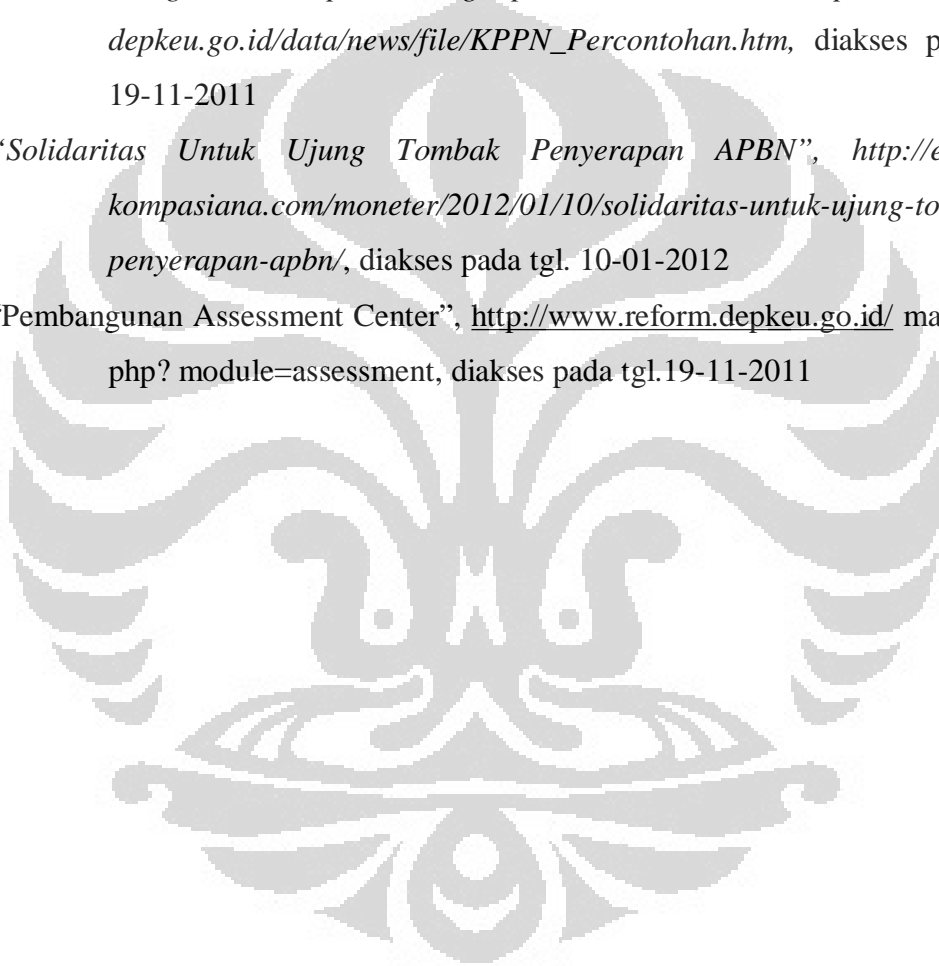 depkeu.go.id/data/news/file/KPPN_Percontohan.htm, diakses p
19-11-2011
“Solidaritas Untuk Ujung Tombak Penyerapan APBN”, http://e
kompasiana.com/moneter/2012/01/10/solidaritas-untuk-ujung-to
penyerapan-apbn/, diakses pada tgl. 10-01-2012
“Pembangunan Assessment Center”, http://www.reform.depkeu.go.id/ ma
php? module=assessment, diakses pada tgl.19-11-2011